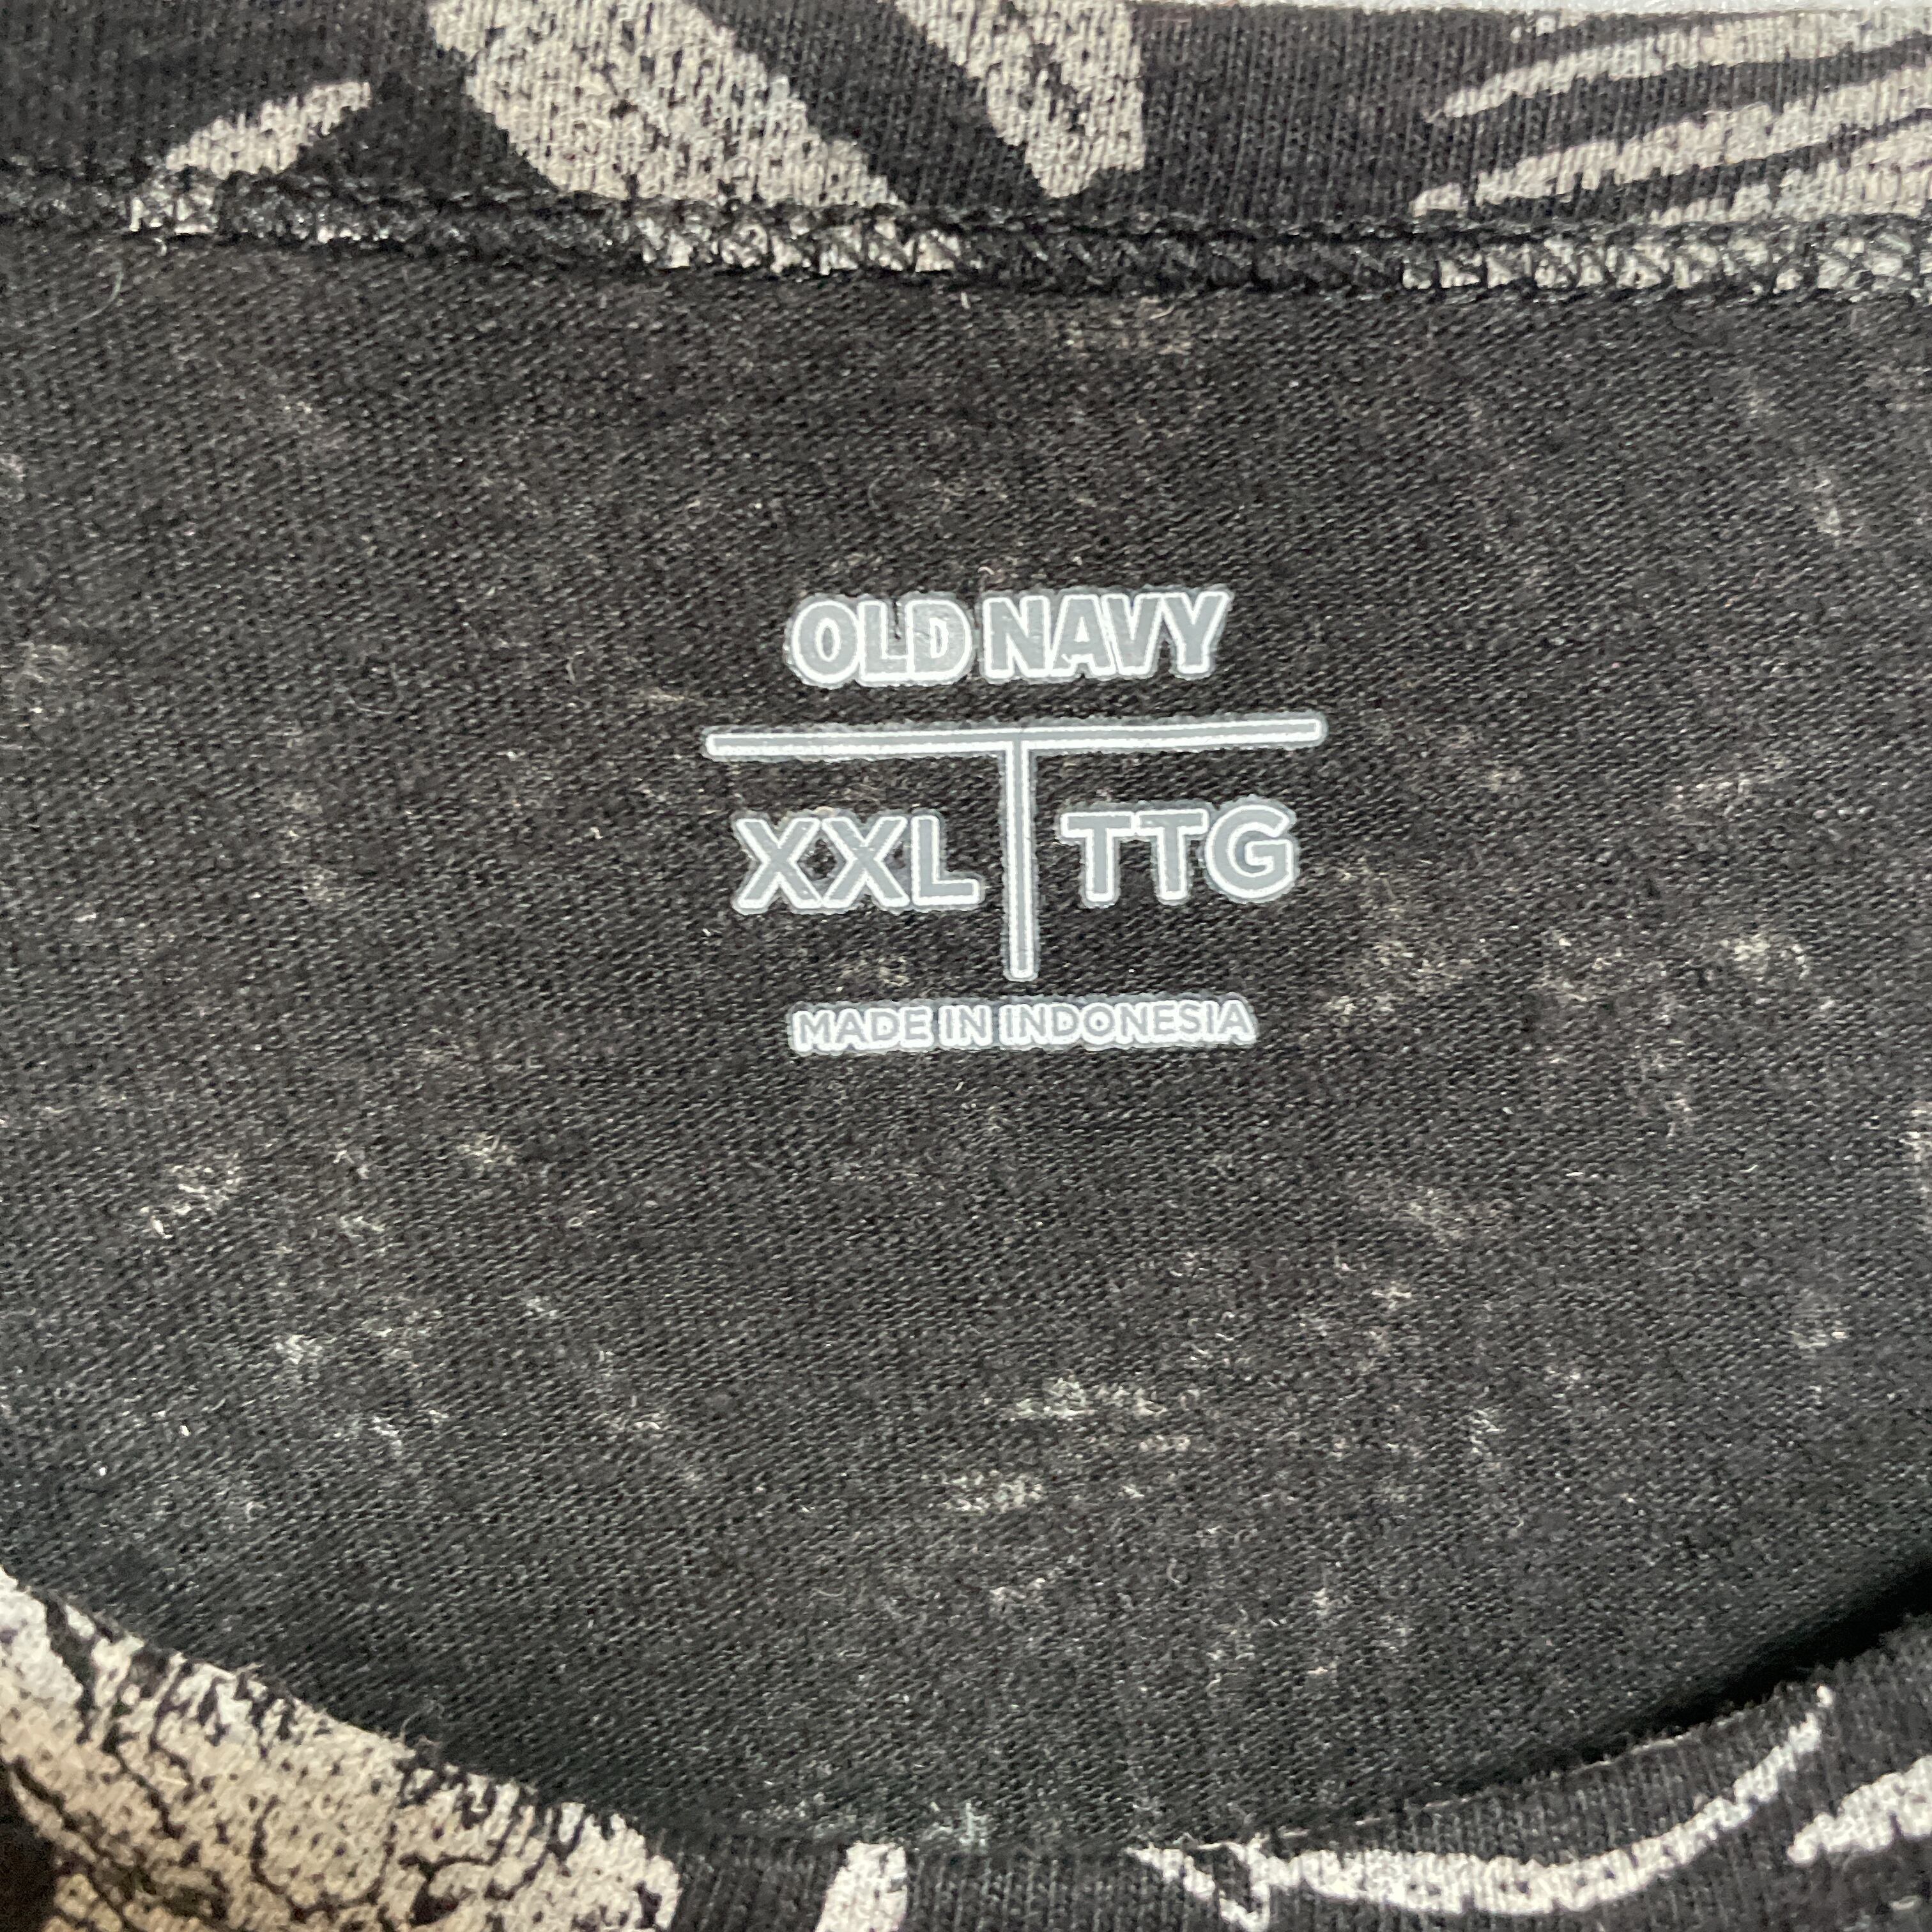 OLD NAVY
XXL TTG
MADE IN INDONESIA